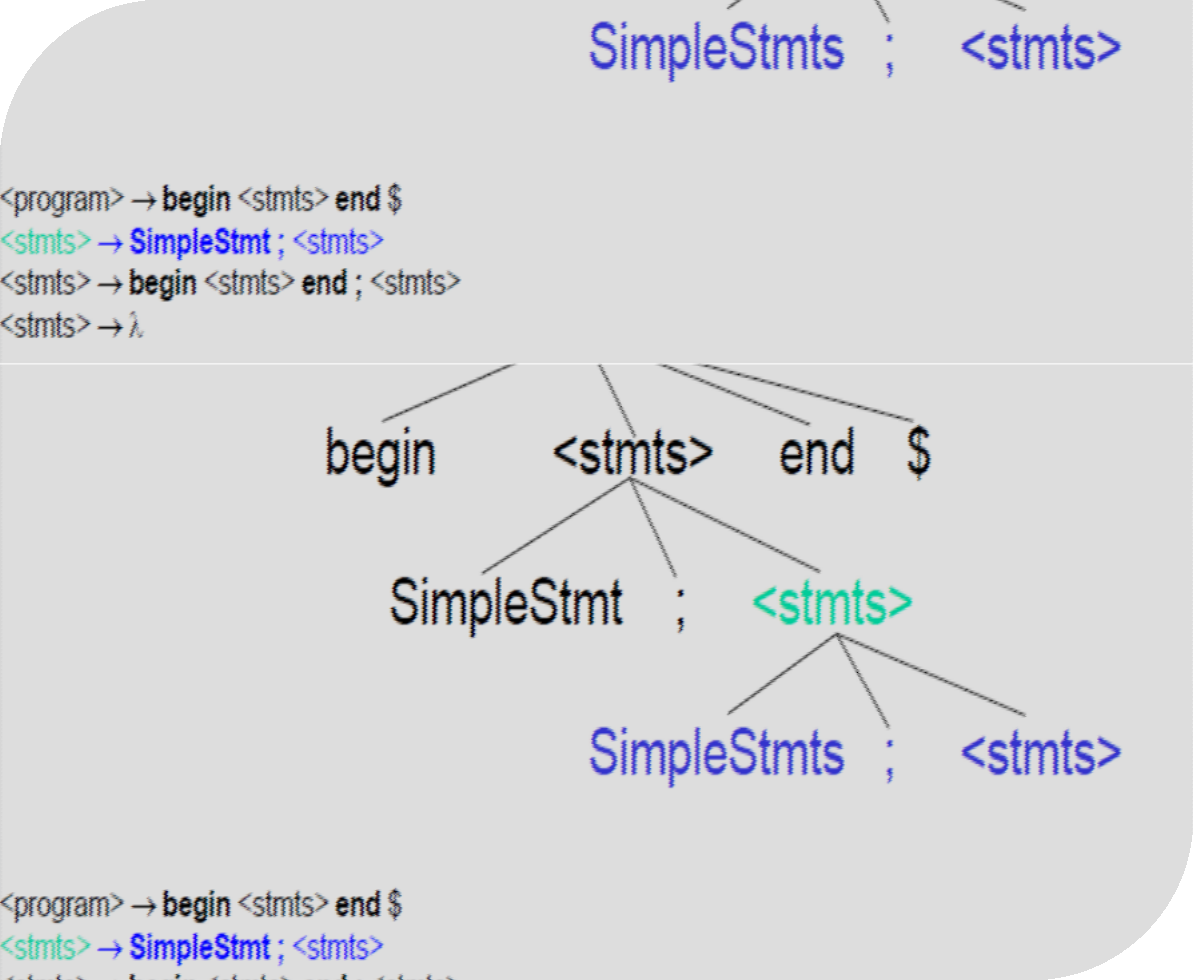 SimpleStmts ; <stmts>
<program> → begin <stmts> end $
<stmts> → SimpleStmt ; <stmts>
<stmts> → begin <stmts> end ; <stmts>
<stmts> → λ
begin <stmts> end $
SimpleStmt ; <stmts>
SimpleStmts ; <stmts>
<program> → begin <stmts> end $
<stmts> → SimpleStmt ; <stmts>